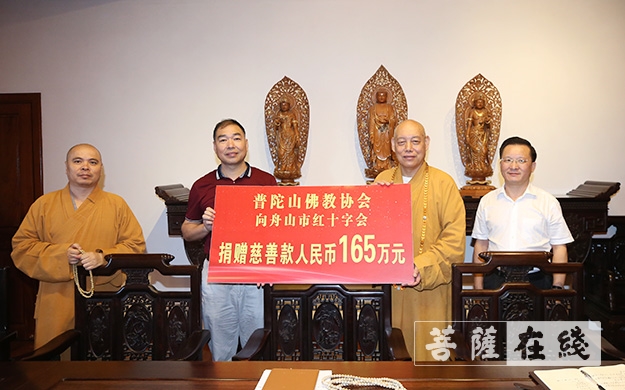 普陀山佛教协会
向舟山市红十字会
捐赠慈善款人民币165万元
菩薩在綫